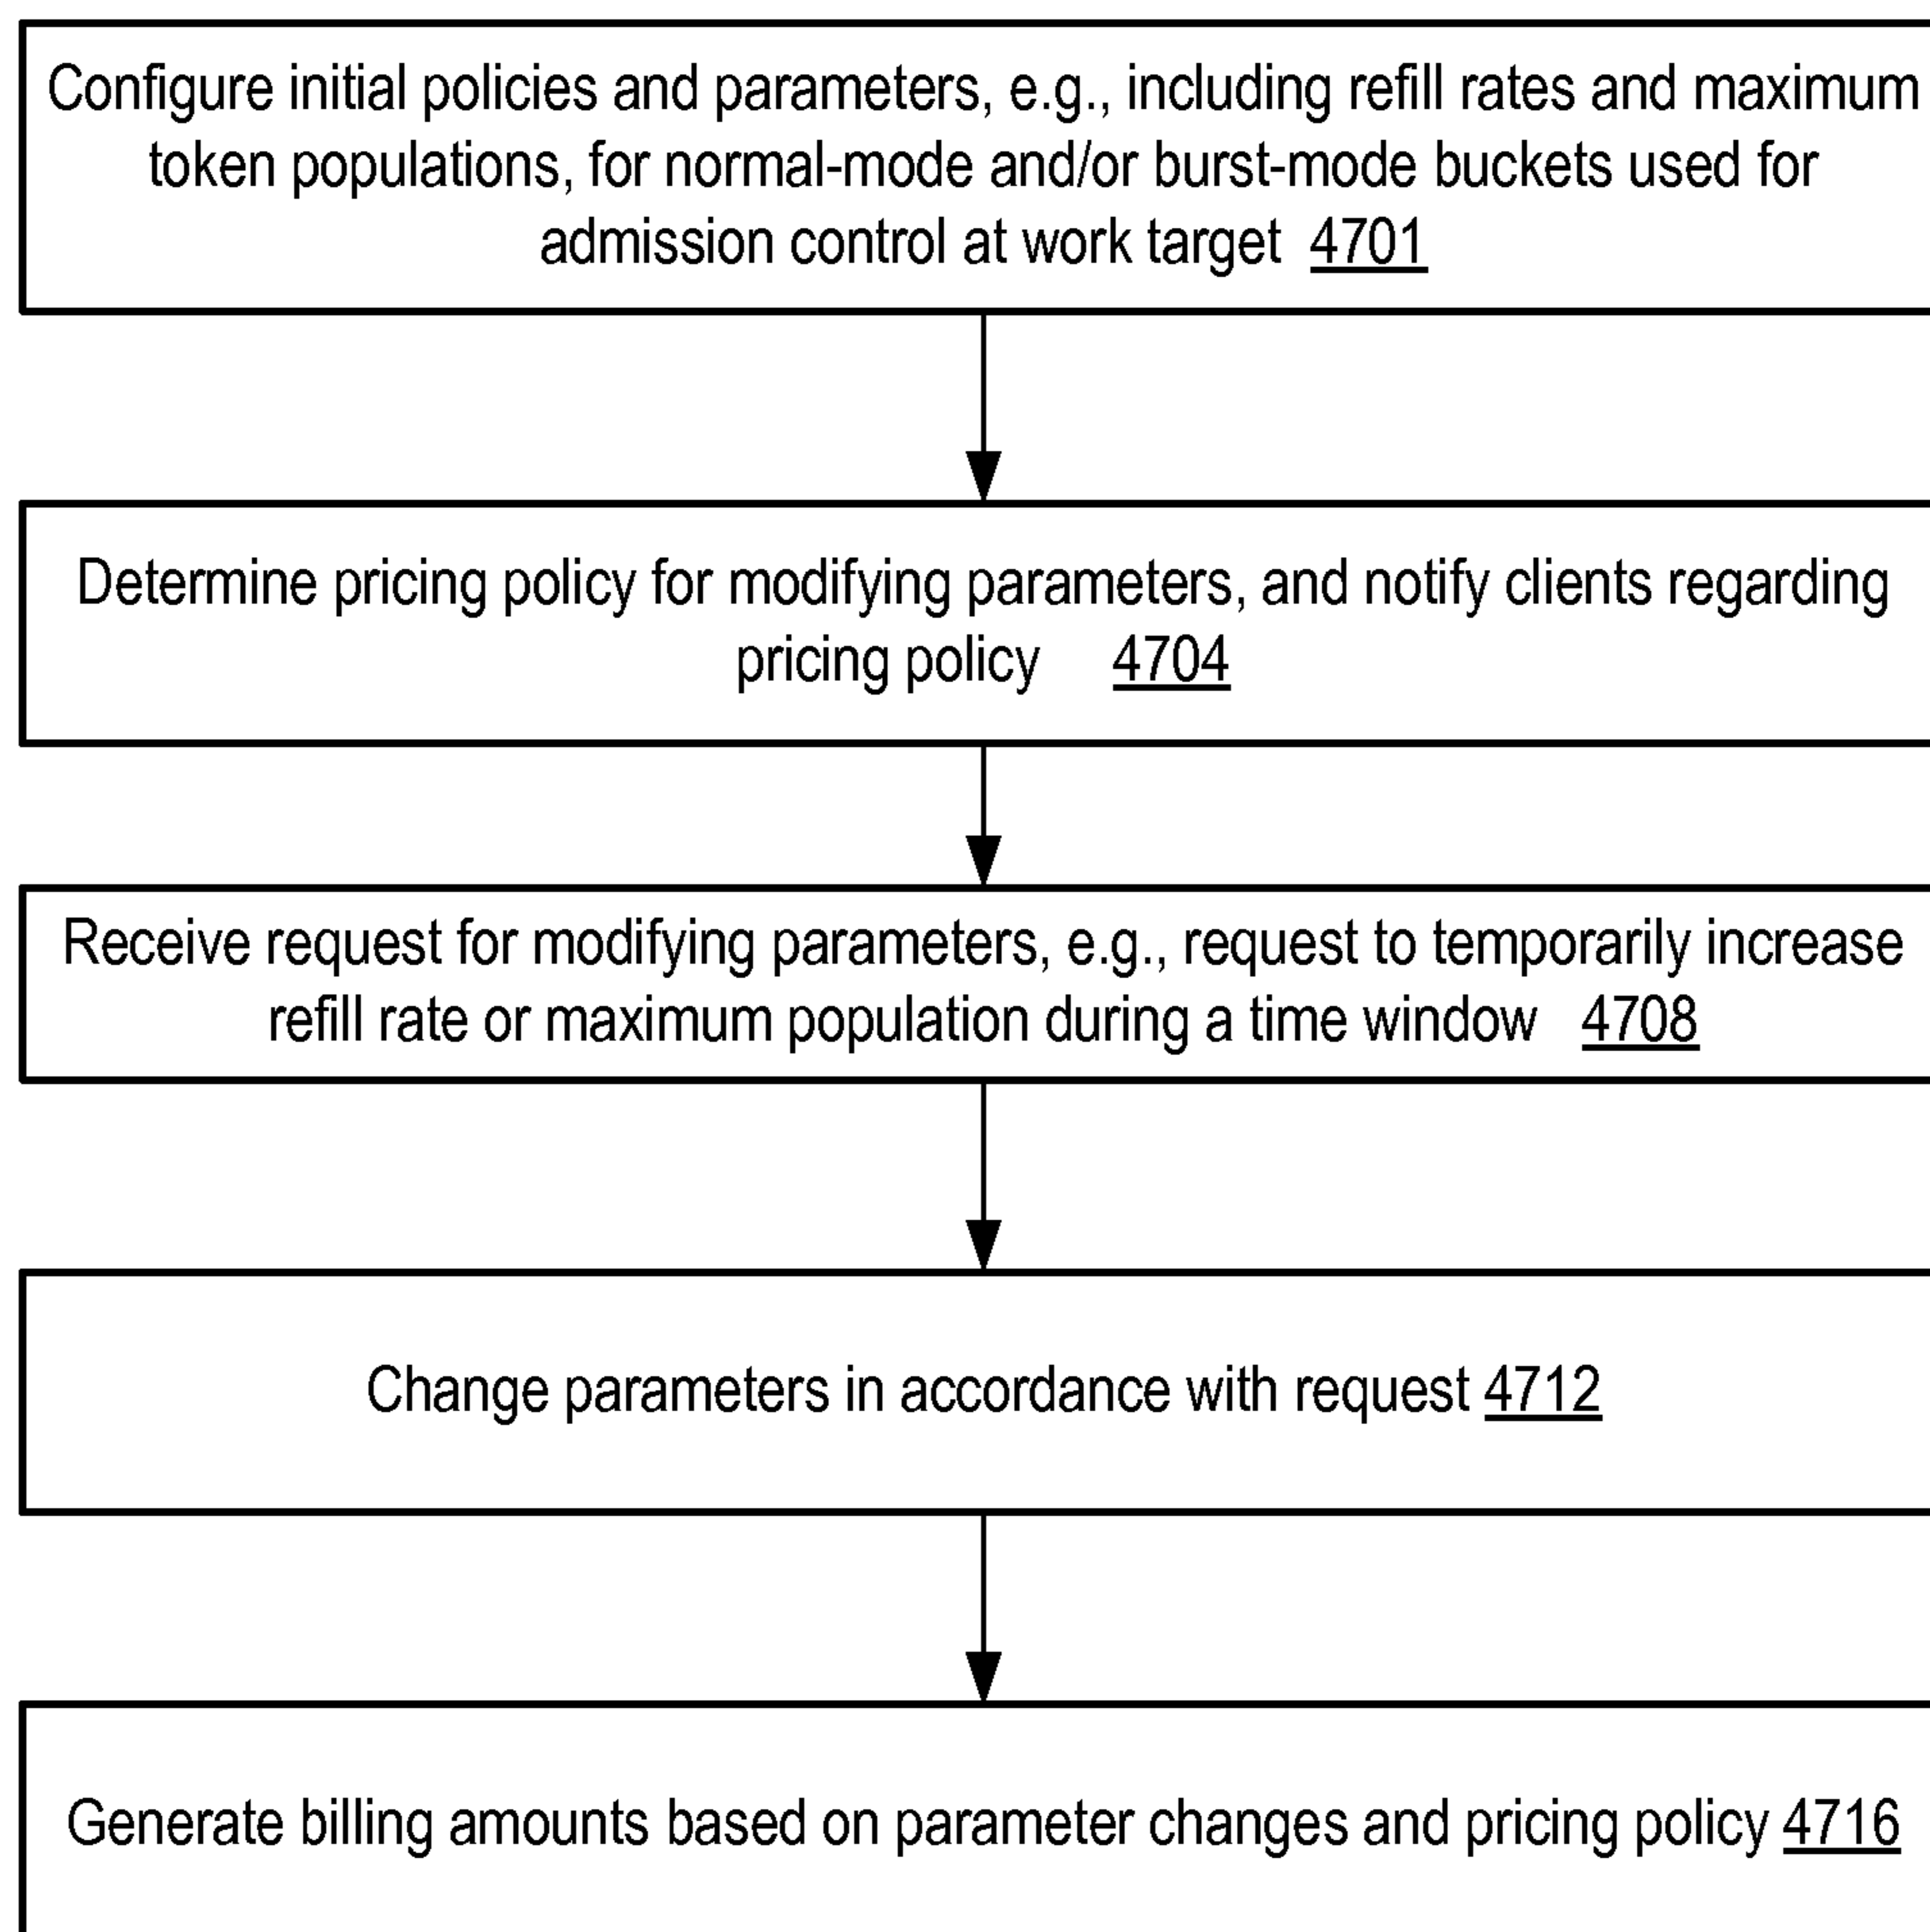 Configure initial policies and parameters, e.g., including refill rates and maximum
token populations, for normal-mode and/or burst-mode buckets used for
admission control at work target 4701
Determine pricing policy for modifying parameters, and notify clients regarding
pricing policy 4704
Receive request for modifying parameters, e.g., request to temporarily increase
refill rate or maximum population during a time window 4708
Change parameters in accordance with request 4712
Generate billing amounts based on parameter changes and pricing policy 4716